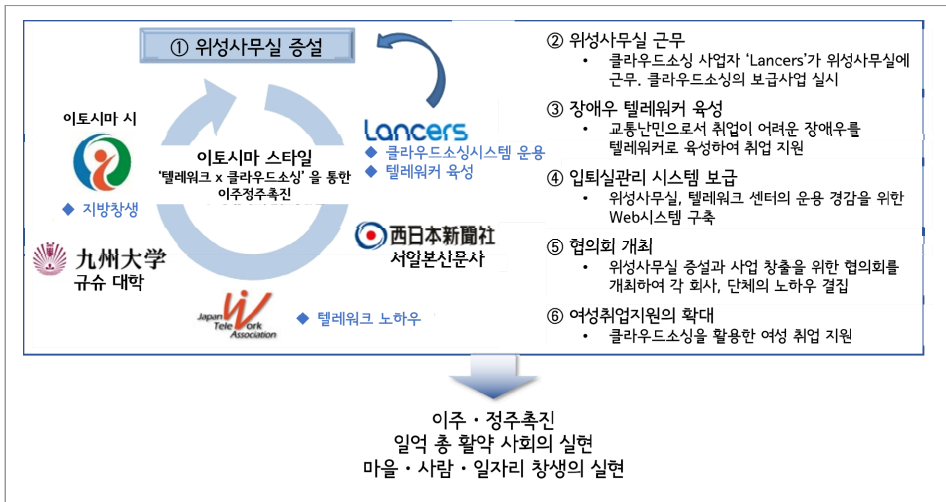 ① 위성사무실 증설
이토시마 시
◆ 지방창생
Lancers
◆ 클라우드소싱시스템 운용
◆ 텔레워커 육성
이토시마 스타일
'텔레워크 x 클라우드소싱' 을 통한
이주정주촉진
九州大学
규슈 대학
西日本新聞社
서일본신문사
Japan
Tele Work
Association
◆ 텔레워크 노하우
② 위성사무실 근무
• 클라우드소싱 사업자 'Lancers'가 위성사무실에
근무. 클라우드소싱의 보급사업 실시
③ 장애우 텔레워커 육성
• 교통난민으로서 취업이 어려운 장애우를
텔레워커로 육성하여 취업 지원
④ 입퇴실관리 시스템 보급
• 위성사무실, 텔레워크 센터의 운용 경감을 위한
Web시스템 구축
⑤ 협의회 개최
• 위성사무실 증설과 사업 창출을 위한 협의회를
개최하여 각 회사, 단체의 노하우 결집
⑥ 여성취업지원의 확대
• 클라우드소싱을 활용한 여성 취업 지원
이주・정주촉진
일억 총 활약 사회의 실현
마을・사람・일자리 창생의 실현